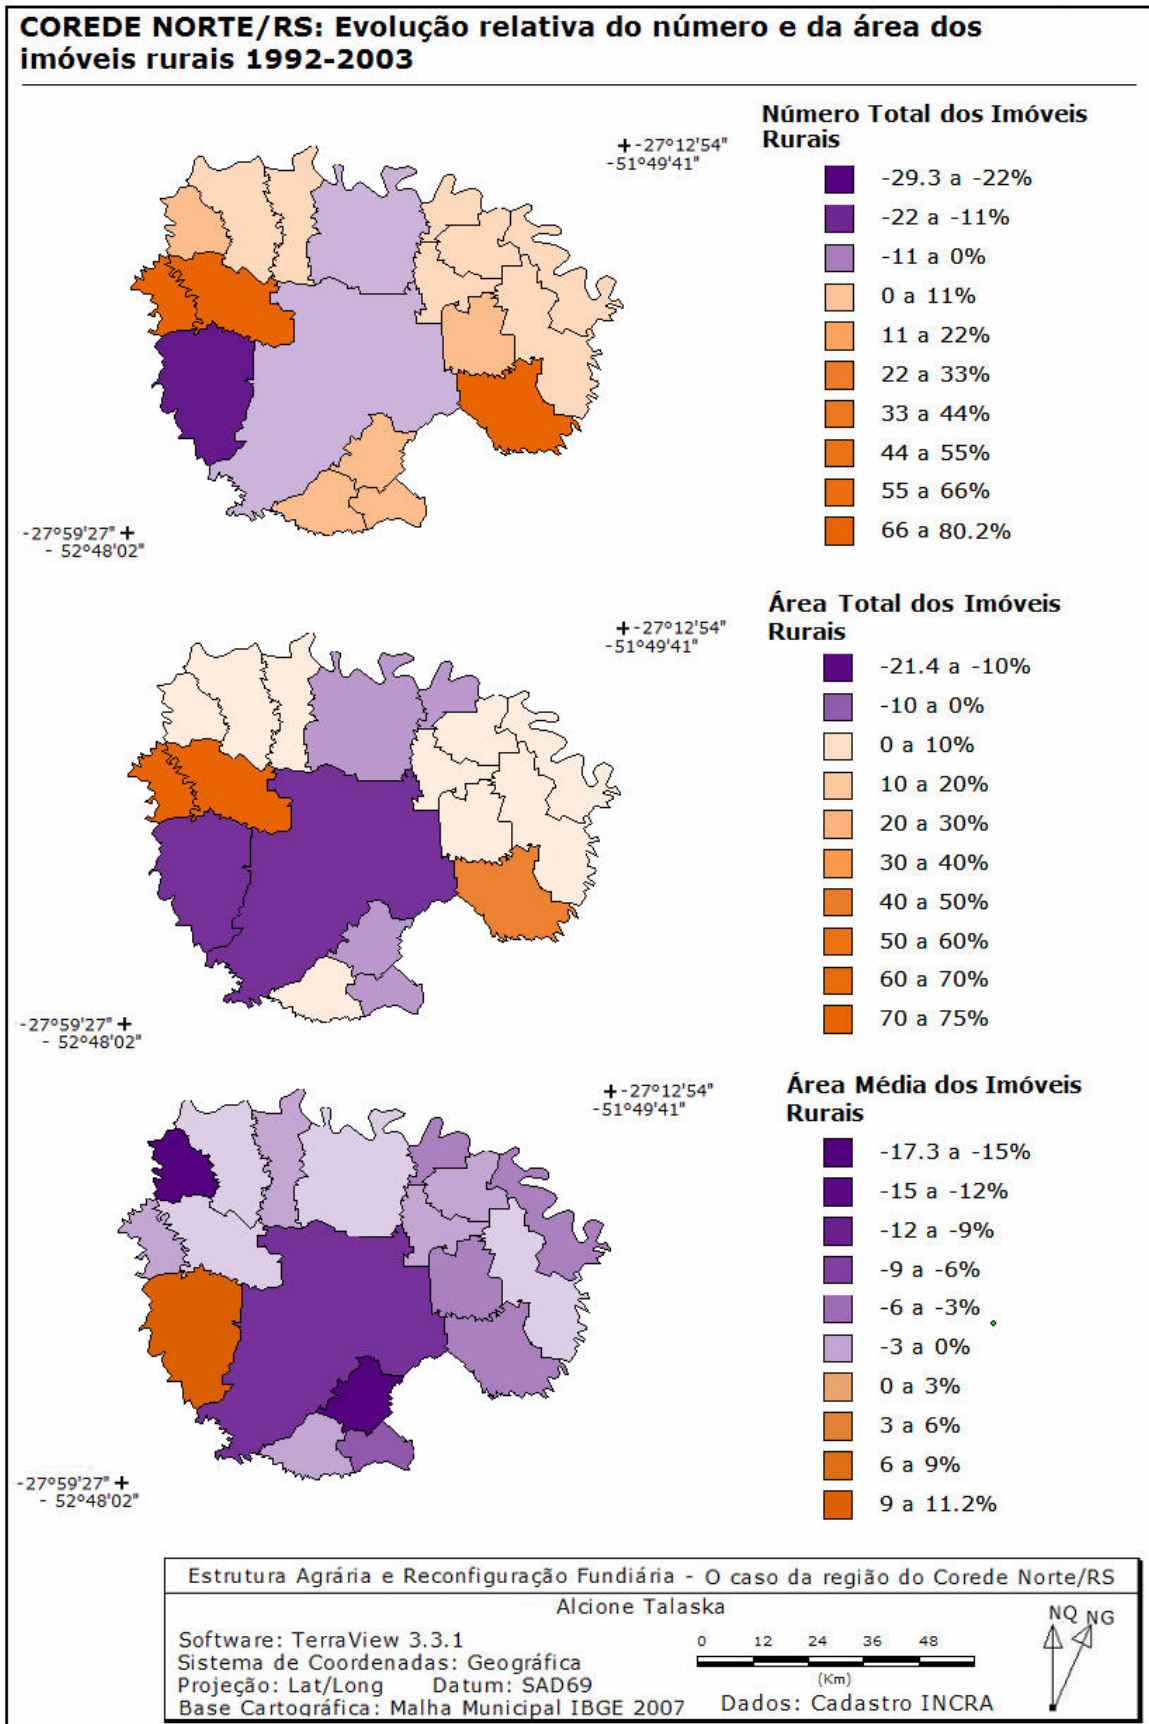 COREDE NORTE/RS: Evolução relativa do número e da área dos
imóveis rurais 1992-2003
Número Total dos Imóveis
Rurais
+ -27°12'54"
-51°49'41"
-29.3 a -22%
-22 a -11%
-11 a 0%
0 a 11%
11 a 22%
22 a 33%
33 a 44%
44 a 55%
55 a 66%
66 a 80.2%
-27°59'27" +
- 52°48'02"
Área Total dos Imóveis
Rurais
+ -27°12'54"
-51°49'41"
-21.4 a -10%
-10 a 0%
0 a 10%
10 a 20%
20 a 30%
30 a 40%
40 a 50%
50 a 60%
60 a 70%
70 a 75%
-27°59'27" +
- 52°48'02"
Área Média dos Imóveis
Rurais
+ -27°12'54"
-51°49'41"
-17.3 a -15%
-15 a -12%
-12 a -9%
-9 a -6%
-6 a -3%
-3 a 0%
0 a 3%
3 a 6%
6 a 9%
9 a 11.2%
-27°59'27" +
- 52°48'02"
Estrutura Agrária e Reconfiguração Fundiária - O caso da região do Corede Norte/RS
Alcione Talaska
Software: TerraView 3.3.1
Sistema de Coordenadas: Geográfica
Projeção: Lat/Long Datum: SAD69
Base Cartográfica: Malha Municipal IBGE 2007
0 12 24 36 48
(Km)
Dados: Cadastro INCRA
NQ NG